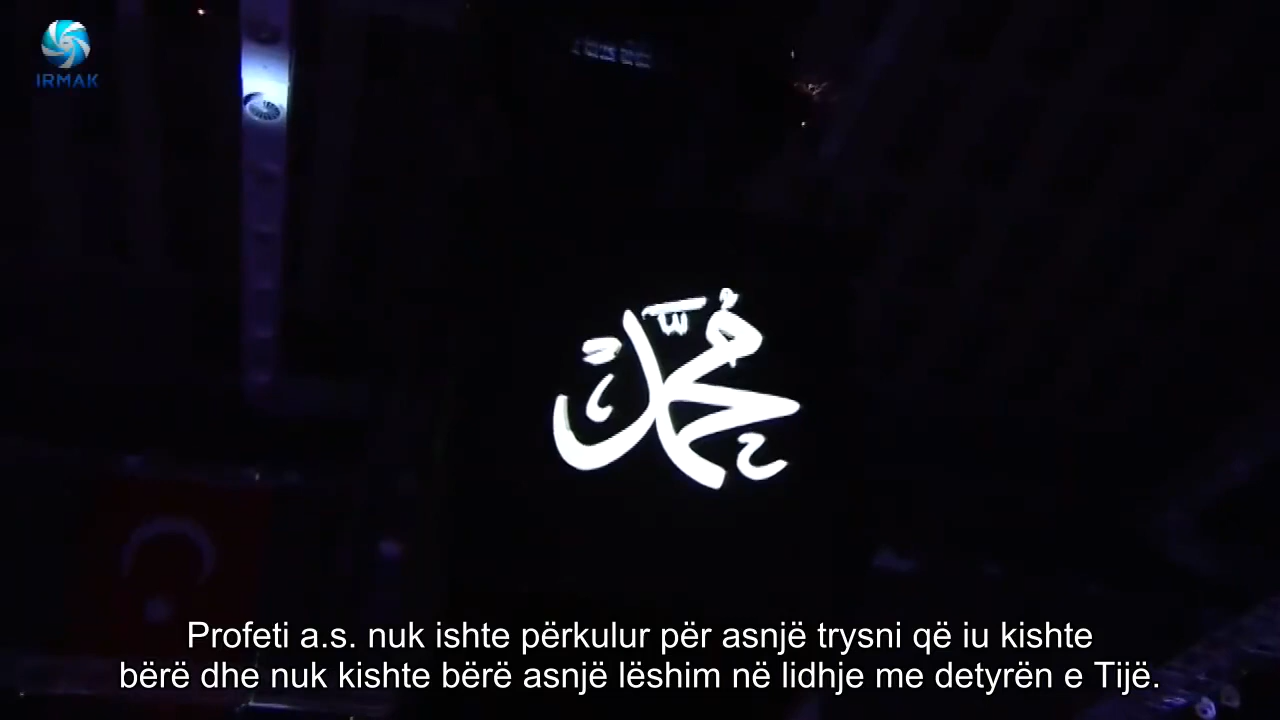 IRMAK
مُحَمَّد
Profeti a.s. nuk ishte përkulur për asnjë trysni që iu kishte
bërë dhe nuk kishte bërë asnjë lëshim në lidhje me detyrën e Tijë.